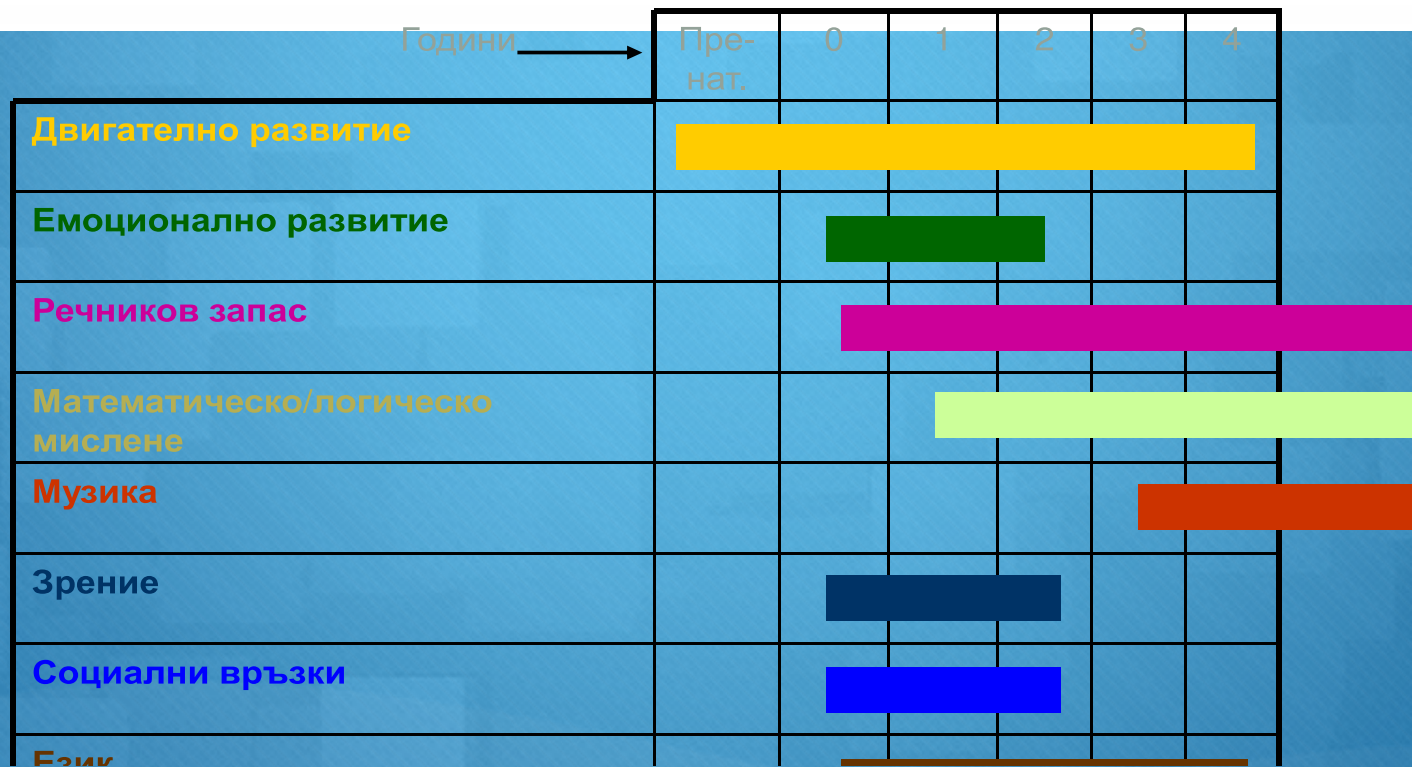 Години
Пре-
нат.
0
1
2
3
4
Двигателно развитие
Емоционално развитие
Речников запас
Математическо/логическо
мислене
Музика
Зрение
Социални връзки
Език